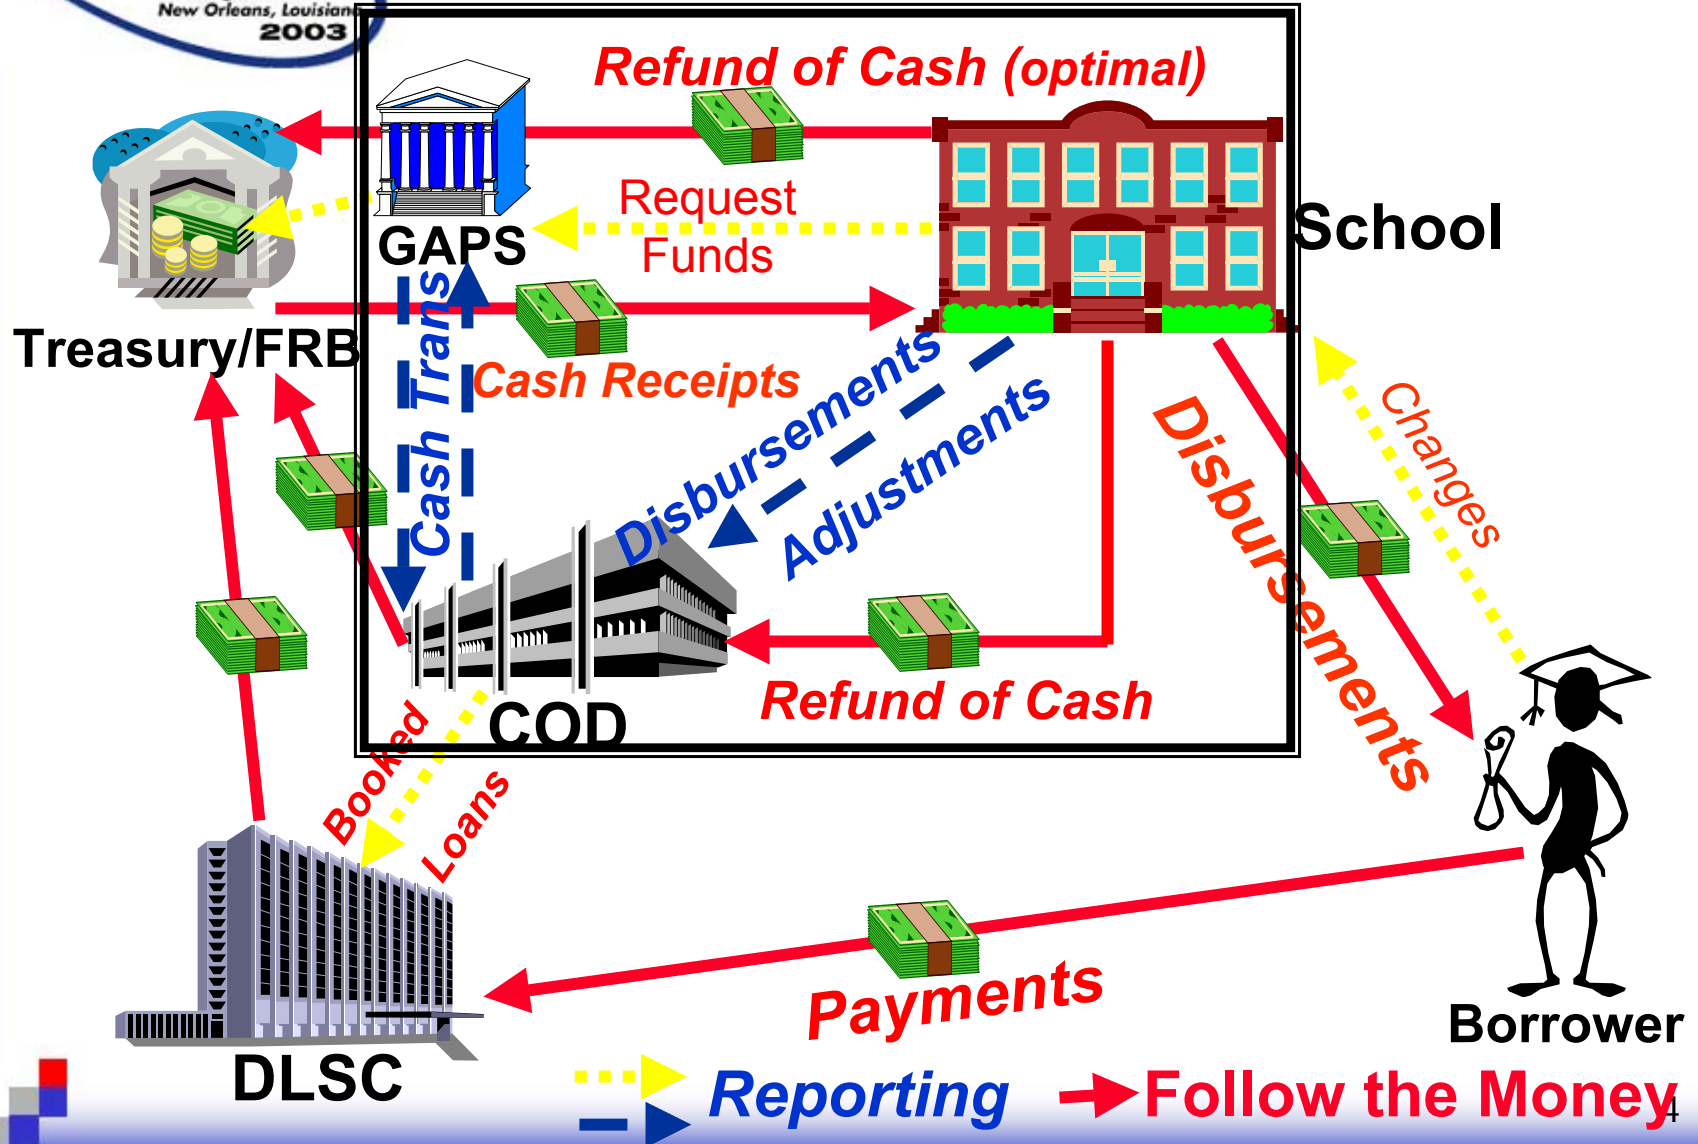 New Orleans, Louisiana
2003
Refund of Cash (optimal)
Request
Funds
School
GAPS
Treasury/FRB
Cash Trans
Cash Receipts
Disbursements
Adjustments
Disbursements
Changes
Refund of Cash
COD
Booked
Loans
Payments
Borrower
DLSC
Reporting
Follow the Money
4